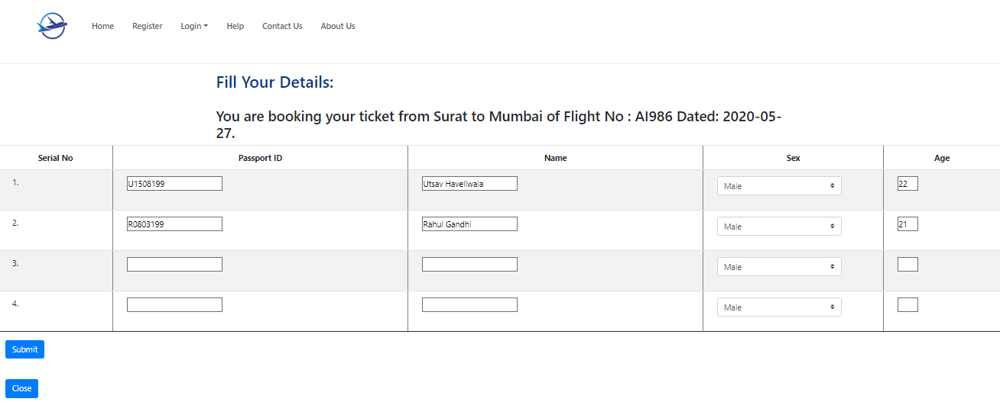 Home Register Login Help Contact Us About Us
Fill Your Details:
You are booking your ticket from Surat to Mumbai of Flight No : AI986 Dated: 2020-05-
27.
Serial No Passport ID Name Sex Age
1. U1508199 Utsav Haveliwala Male 22
2. R0803199 Rahul Gandhi Male 21
3. Male
4. Male
Submit
Close